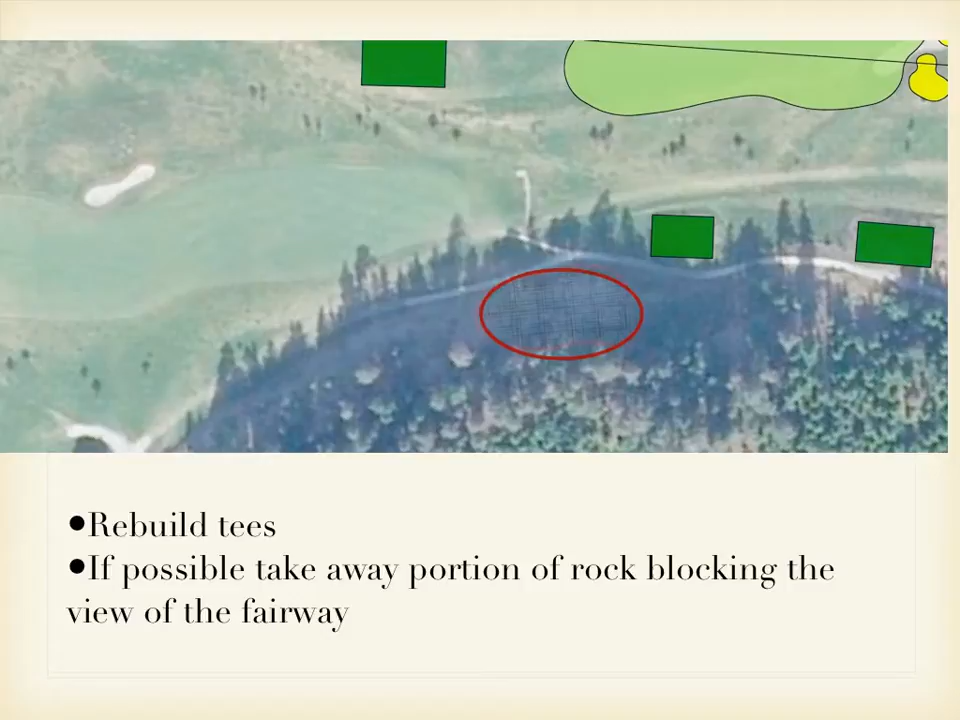 ●Rebuild tees
●If possible take away portion of rock blocking the
view of the fairway